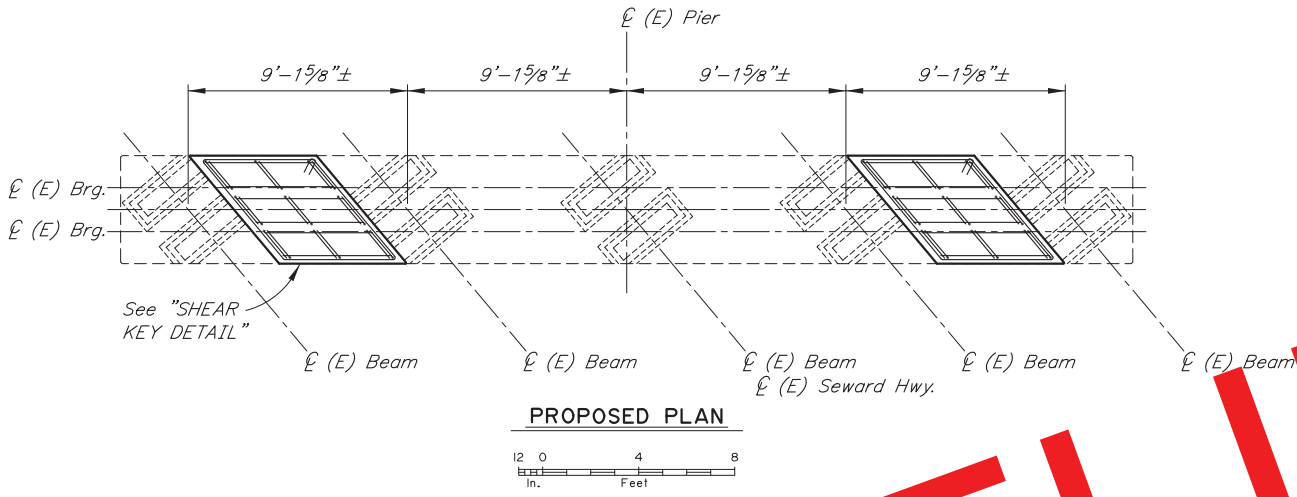 ℄ (E) Pier
9'-1⅝"± 9'-1⅝"± 9'-1⅝"± 9'-1⅝"±
℄ (E) Brg.
℄ (E) Brg.
See "SHEAR
KEY DETAIL"
℄ (E) Beam ℄ (E) Beam ℄ (E) Beam ℄ (E) Beam ℄ (E) Beam
℄ (E) Seward Hwy.
PROPOSED PLAN
12 0 4 8
In. Feet